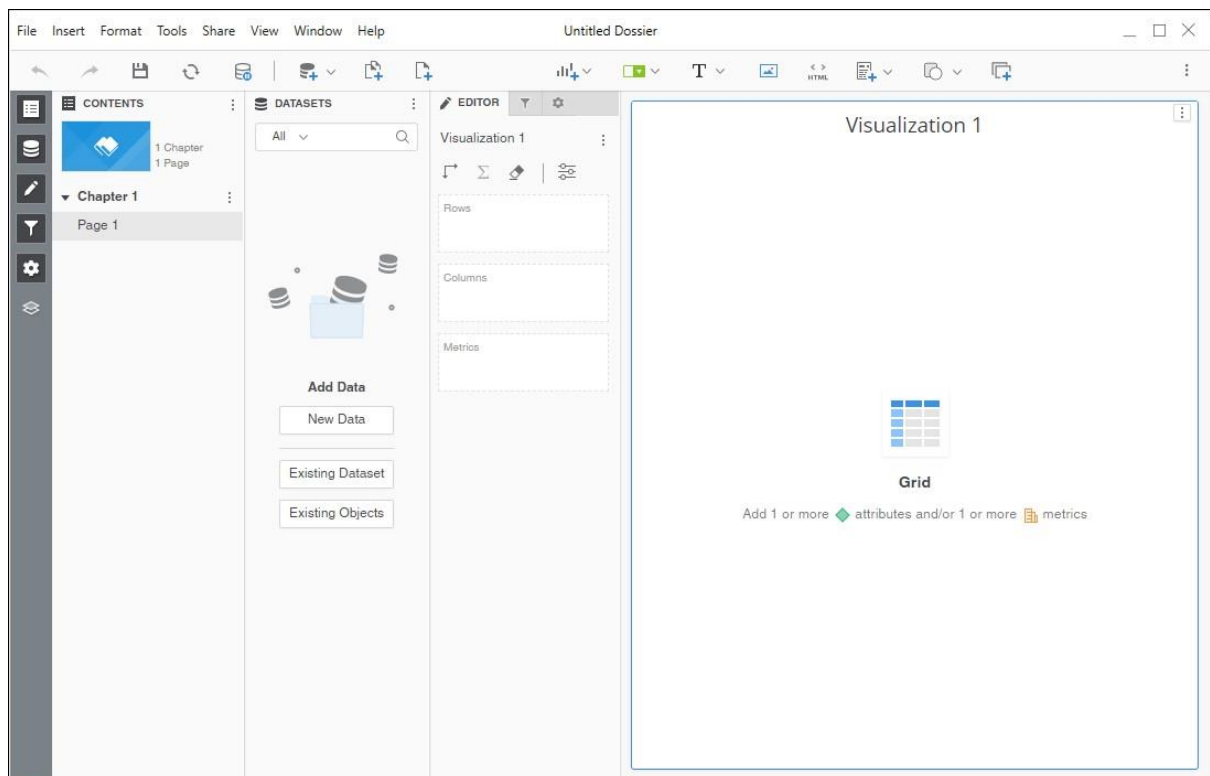 File Insert Format Tools Share View Window Help
Untitled Dossier
T
< >
HTML
CONTENTS
1 Chapter
1 Page
Chapter 1
Page 1
DATASETS
All
Add Data
New Data
Existing Dataset
Existing Objects
EDITOR
Visualization 1
Σ
Rows
Columns
Metrics
Visualization 1
Grid
Add 1 or more attributes and/or 1 or more metrics